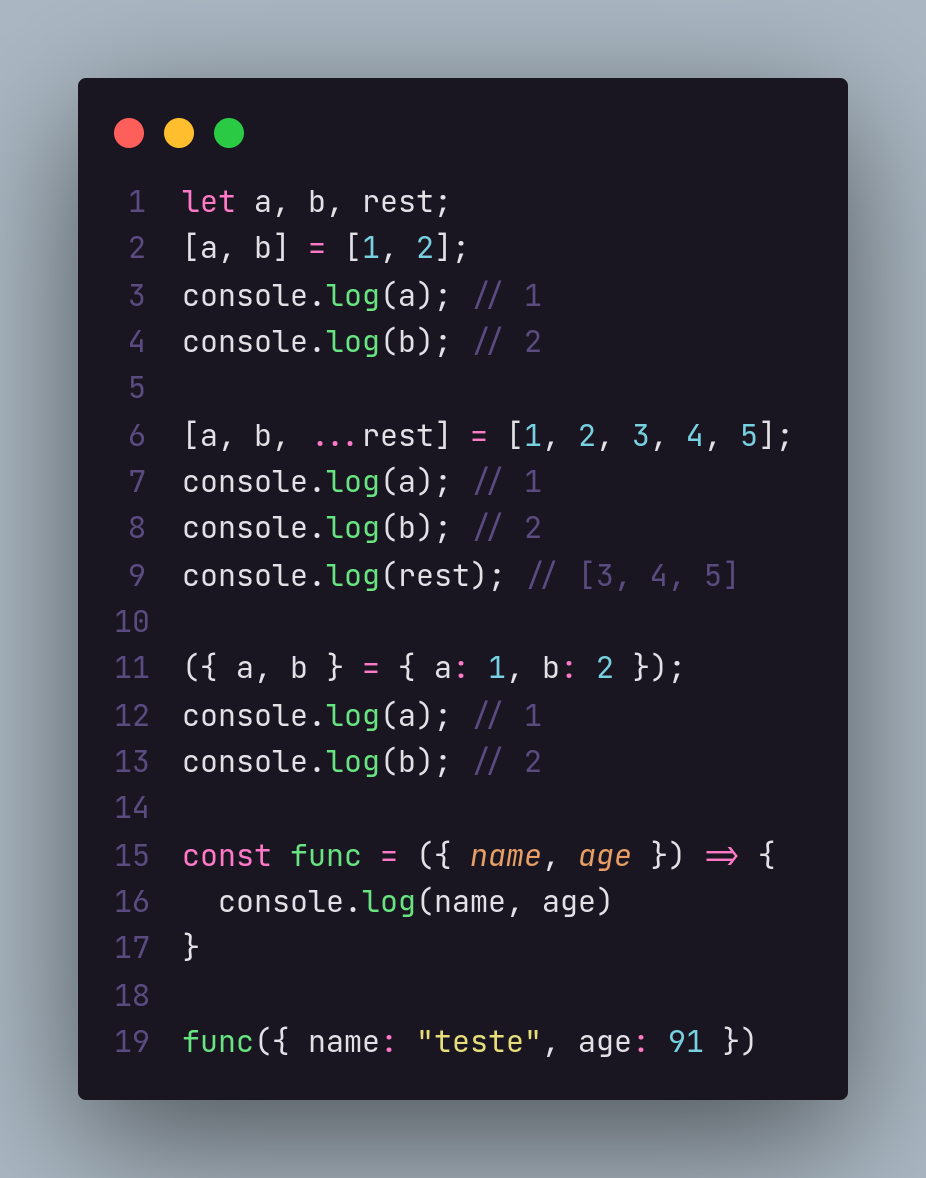 1 let a, b, rest;
2 [a, b] = [1, 2];
3 console.log(a); // 1
4 console.log(b); // 2
5
6 [a, b, ...rest] = [1, 2, 3, 4, 5];
7 console.log(a); // 1
8 console.log(b); // 2
9 console.log(rest); // [3, 4, 5]
10
11 ({ a, b } = { a: 1, b: 2 });
12 console.log(a); // 1
13 console.log(b); // 2
14
15 const func = ({ name, age }) => {
16   console.log(name, age)
17 }
18
19 func({ name: "teste", age: 91 })